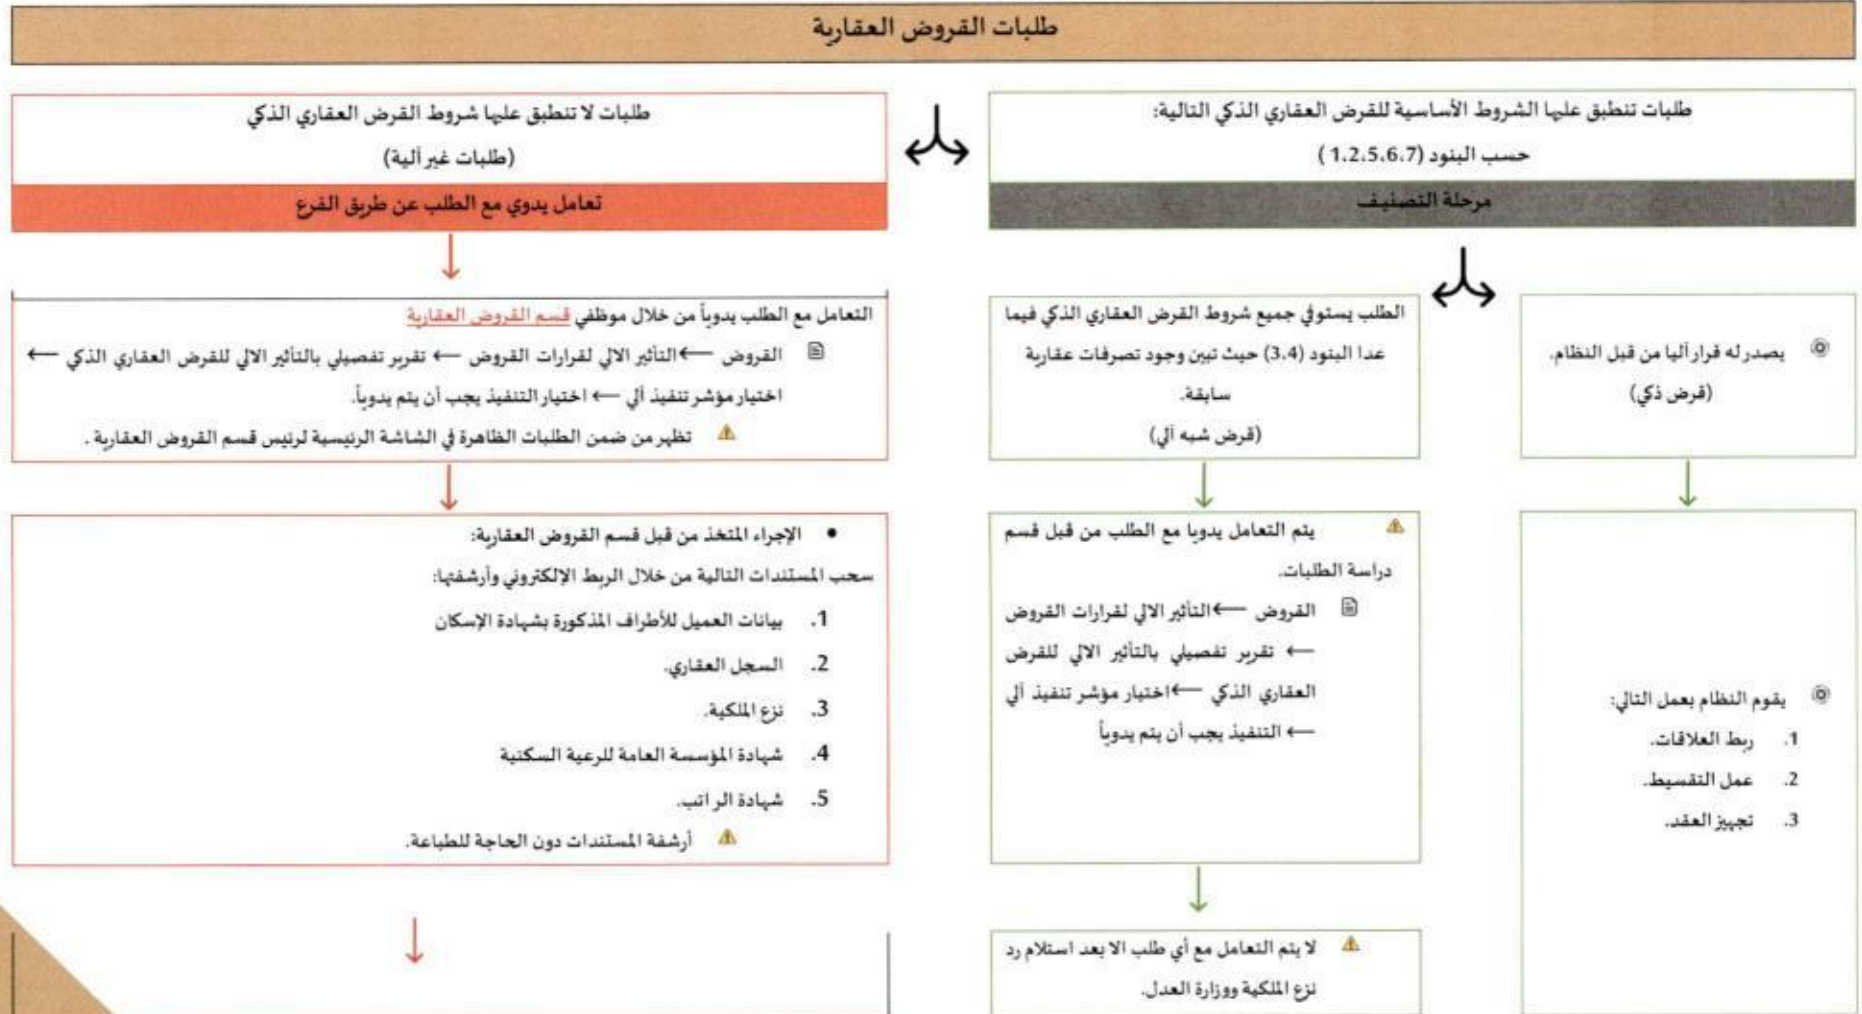 طلبات القروض العقارية
طلبات تنطبق عليها الشروط الأساسية للقرض العقاري الذكي التالية:
حسب البنود (1.2.5.6.7 )
مرحلة التصنيف
طلبات لا تنطبق عليها شروط القرض العقاري الذكي
(طلبات غير ألية)
تعامل يدوي مع الطلب عن طريق الفرع
يصدر له قرار أليا من قبل النظام.
(قرض ذكي)
يقوم النظام بعمل التالي:
1. ربط العلاقات.
2. عمل التقسيط.
3. تجهيز العقد.
الطلب يستوفي جميع شروط القرض العقاري الذكي فيما
عدا البنود (3.4) حيث تبين وجود تصرفات عقارية
سابقة.
(قرض شبه ألي)
يتم التعامل يدويا مع الطلب من قبل قسم
دراسة الطلبات.
القروض ← التأثير الالي لقرارات القروض
← تقرير تفصيلي بالتأثير الالي للقرض
العقاري الذكي ← اختيار مؤشر تنفيذ ألي
← التنفيذ يجب أن يتم يدوياً
لا يتم التعامل مع أي طلب الا بعد استلام رد
نزع الملكية ووزارة العدل.
التعامل مع الطلب يدوياً من خلال موظفي قسم القروض العقارية
القروض ← التأثير الالي لقرارات القروض ← تقرير تفصيلي بالتأثير الالي للقرض العقاري الذكي ←
اختيار مؤشر تنفيذ ألي ← اختيار التنفيذ يجب أن يتم يدوياً.
تظهر من ضمن الطلبات الظاهرة في الشاشة الرئيسية لرئيس قسم القروض العقارية .
• الإجراء المتخذ من قبل قسم القروض العقارية:
سحب المستندات التالية من خلال الربط الإلكتروني وأرشفتها:
1. بيانات العميل للأطراف المذكورة بشهادة الإسكان
2. السجل العقاري.
3. نزع الملكية.
4. شهادة المؤسسة العامة للرعية السكنية
5. شهادة الراتب.
أرشفة المستندات دون الحاجة للطباعة.